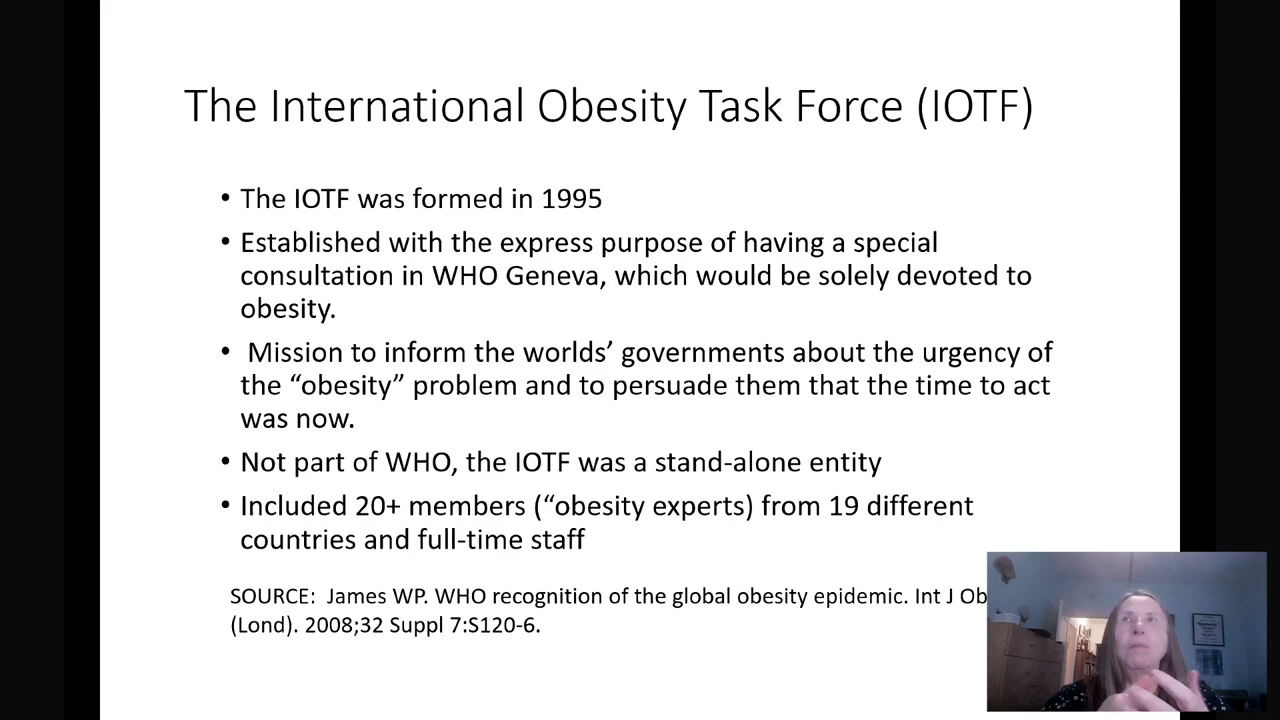 The International Obesity Task Force (IOTF)
• The IOTF was formed in 1995
• Established with the express purpose of having a special
consultation in WHO Geneva, which would be solely devoted to
obesity.
• Mission to inform the worlds’ governments about the urgency of
the “obesity” problem and to persuade them that the time to act
was now.
• Not part of WHO, the IOTF was a stand-alone entity
• Included 20+ members (“obesity experts) from 19 different
countries and full-time staff
SOURCE: James WP. WHO recognition of the global obesity epidemic. Int J Ob
(Lond). 2008;32 Suppl 7:S120-6.